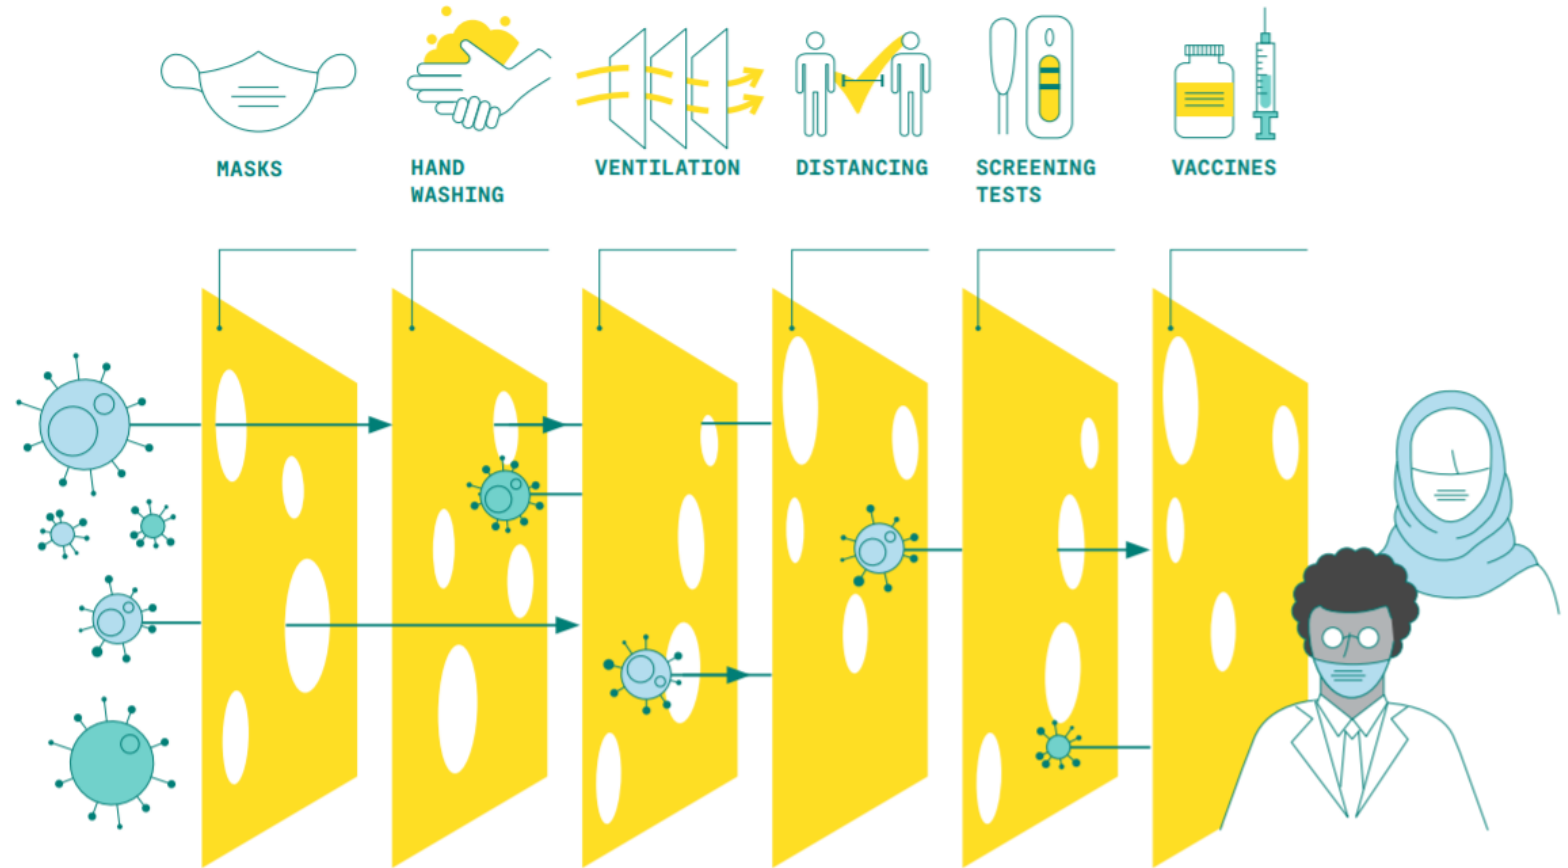 MASKS
HAND
WASHING
VENTILATION
DISTANCING
SCREENING
TESTS
VACCINES